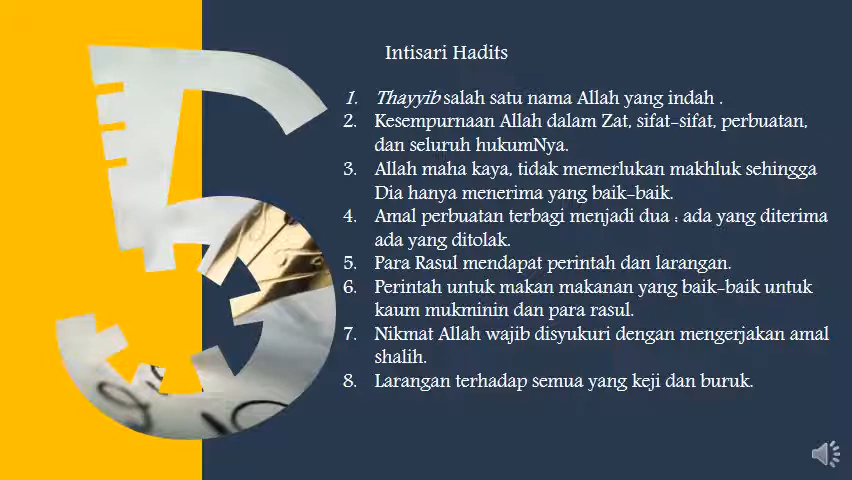 Intisari Hadits
1. Thayyib salah satu nama Allah yang indah .
2. Kesempurnaan Allah dalam Zat, sifat-sifat, perbuatan,
dan seluruh hukumNya.
3. Allah maha kaya, tidak memerlukan makhluk sehingga
Dia hanya menerima yang baik-baik.
4. Amal perbuatan terbagi menjadi dua : ada yang diterima
ada yang ditolak.
5. Para Rasul mendapat perintah dan larangan.
6. Perintah untuk makan makanan yang baik-baik untuk
kaum mukminin dan para rasul.
7. Nikmat Allah wajib disyukuri dengan mengerjakan amal
shalih.
8. Larangan terhadap semua yang keji dan buruk.